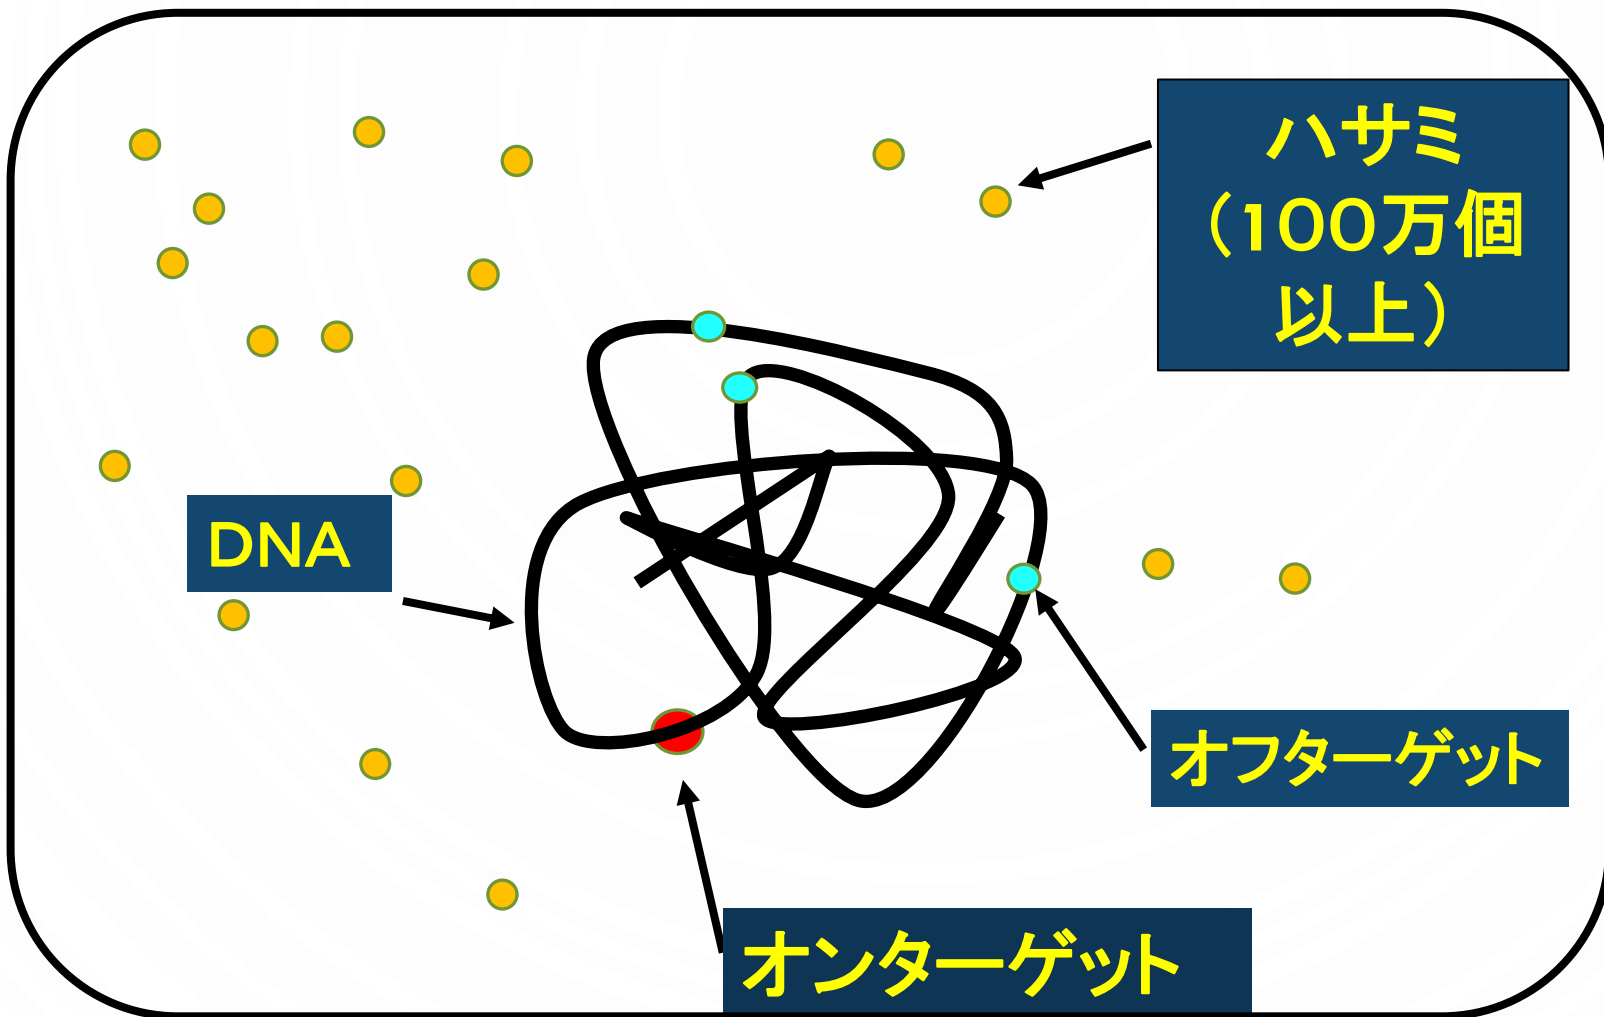 ハサミ
（１００万個
以上）
DNA
オフターゲット
オンターゲット